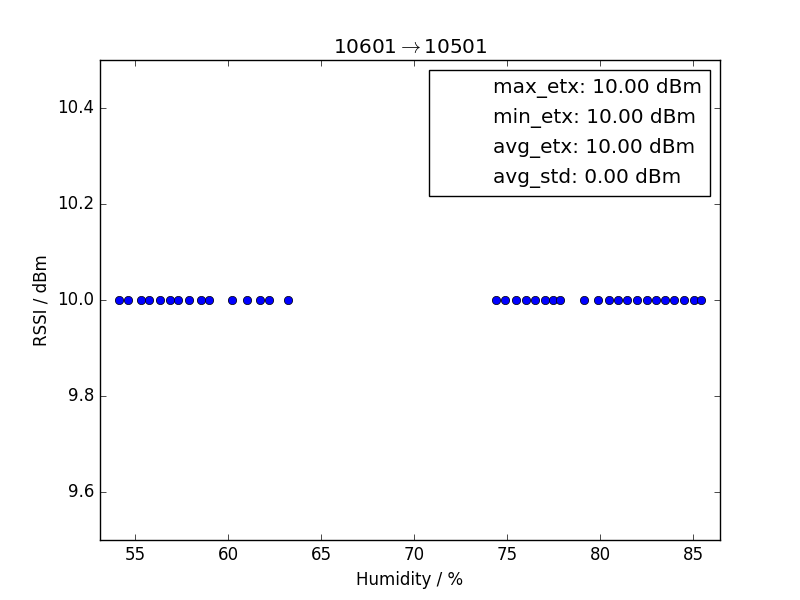 10601→10501
max_etx: 10.00 dBm
min_etx: 10.00 dBm
avg_etx: 10.00 dBm
avg_std: 0.00 dBm
10.4
10.2
10.0
9.8
9.6
RSSI / dBm
55 60 65 70 75 80 85
Humidity / %